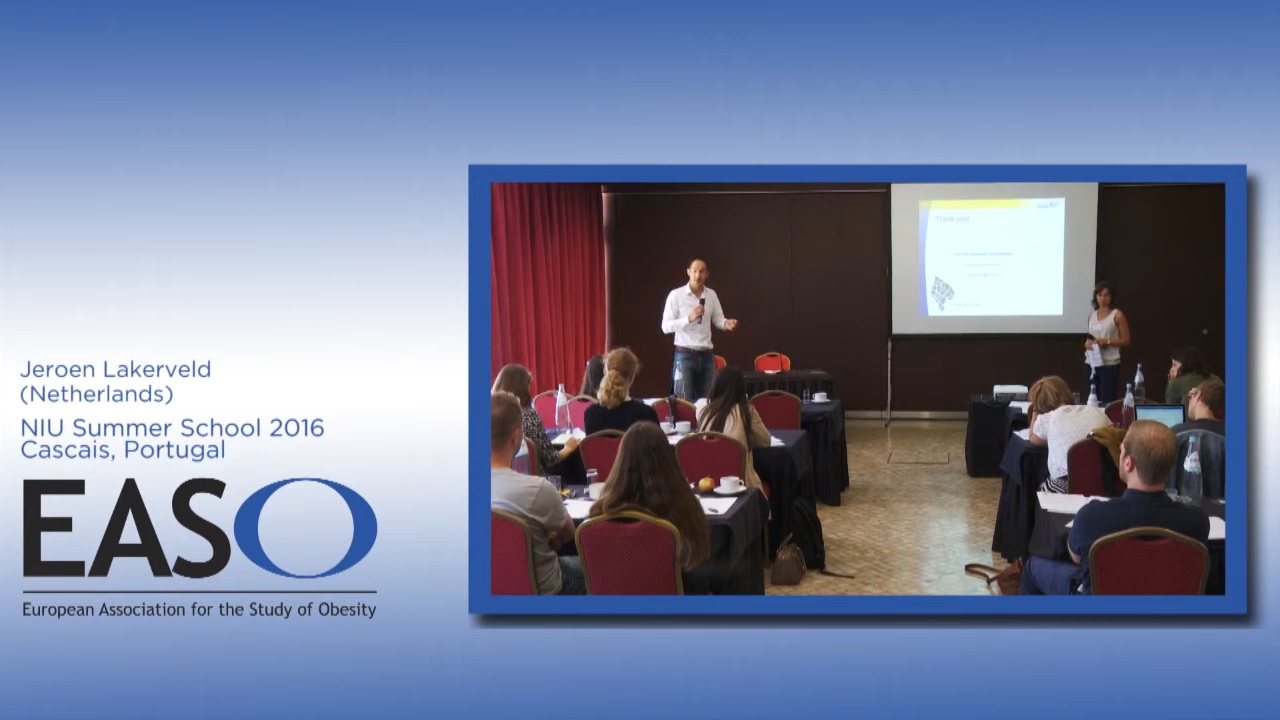 Jeroen Lakerveld
(Netherlands)
NIU Summer School 2016
Cascais, Portugal
EASO
European Association for the Study of Obesity
Thank you!